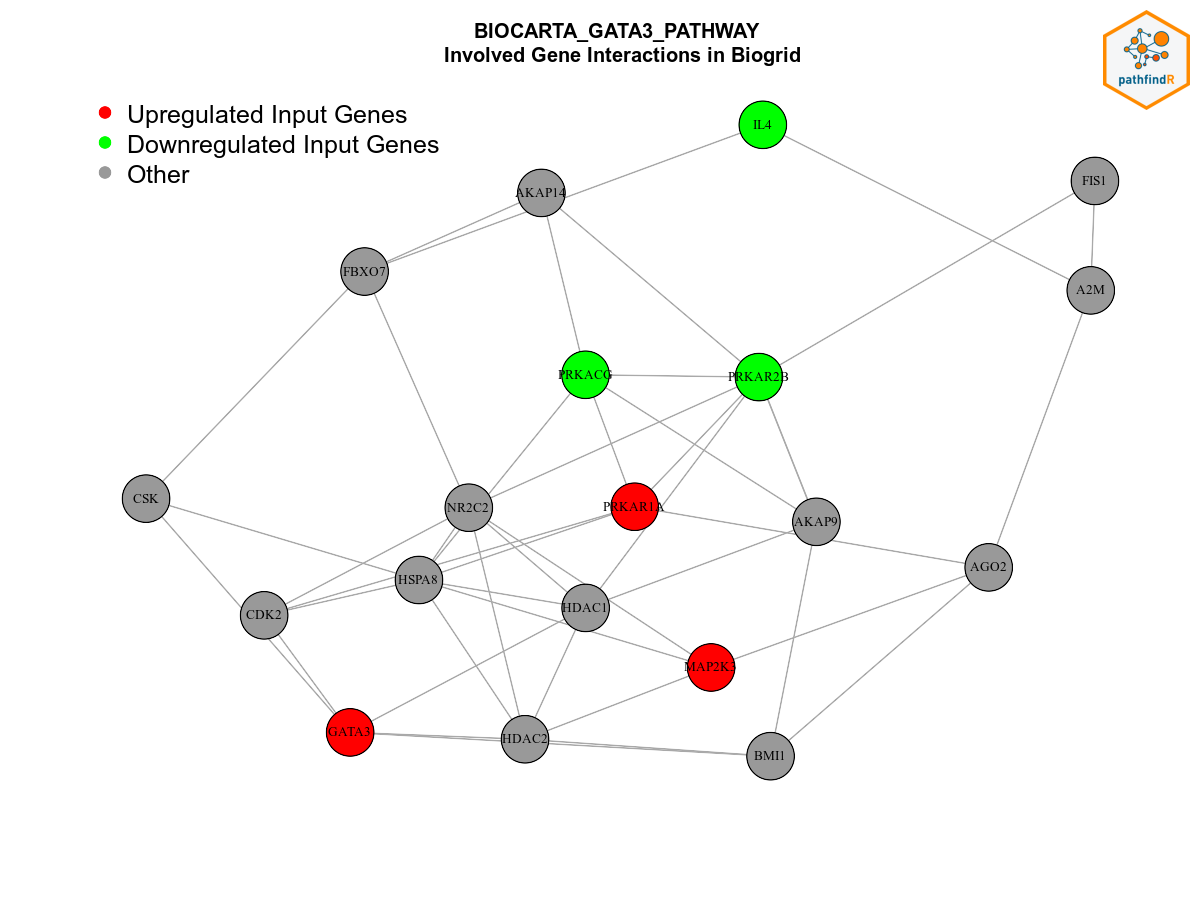 BIOCARTA_GATA3_PATHWAY
Involved Gene Interactions in Biogrid
pathfindR
Upregulated Input Genes
Downregulated Input Genes
Other
IL4
AKAP14
FIS1
FBXO7
A2M
PRKACG
PRKAR2B
CSK
NR2C2
PRKAR1A
AKAP9
HSPA8
AGO2
CDK2
HDAC1
MAP2K3
GATA3
HDAC2
BMI1